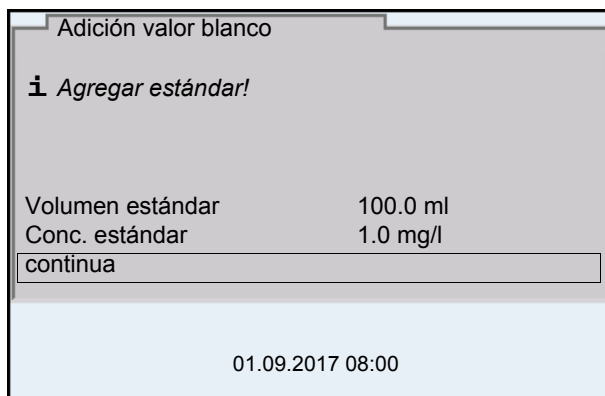 Adición valor blanco
i Agregar estándar!
Volumen estándar 100.0 ml
Conc. estándar 1.0 mg/l
continua
01.09.2017 08:00